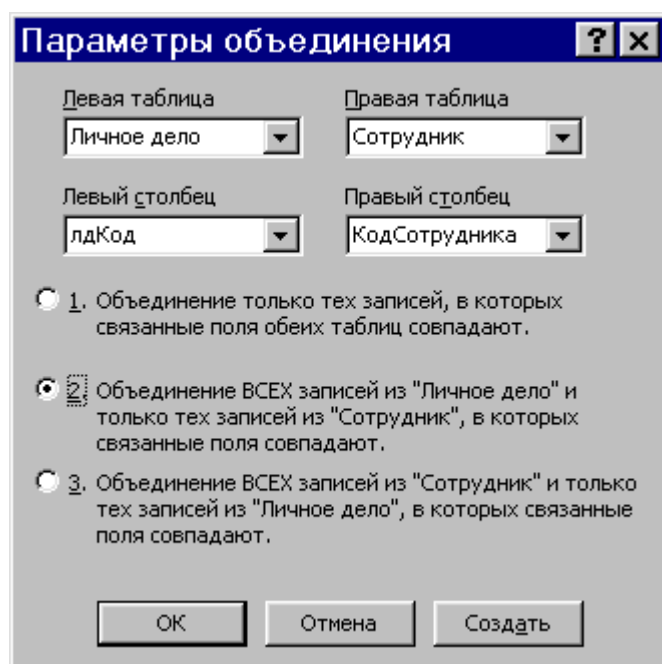 Параметры объединения
Левая таблица Правая таблица
Личное дело Сотрудник
Левый столбец Правый столбец
лдКод КодСотрудника
1. Объединение только тех записей, в которых
связанные поля обеих таблиц совпадают.
2. Объединение ВСЕХ записей из "Личное дело" и
только тех записей из "Сотрудник", в которых
связанные поля совпадают.
3. Объединение ВСЕХ записей из "Сотрудник" и только
тех записей из "Личное дело", в которых связанные
поля совпадают.
ОК Отмена Создать